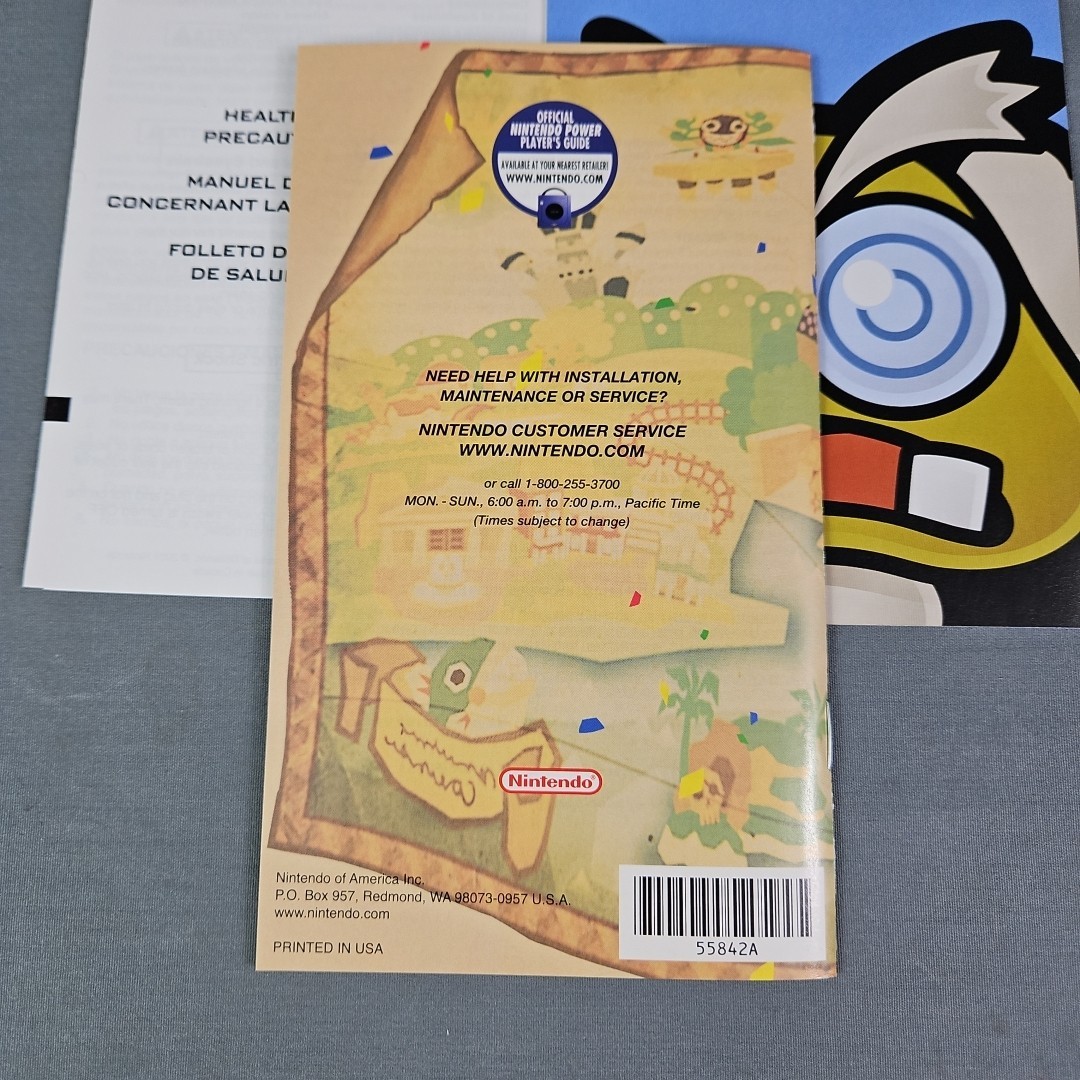 HEALT
PRECAUT
MANUEL D
CONCERNANT LA
FOLLETO D
DE SALU
OFFICIAL
NINTENDO POWER
PLAYER'S GUIDE
AVAILABLE AT YOUR NEAREST RETAILER!
WWW.NINTENDO.COM
NEED HELP WITH INSTALLATION,
MAINTENANCE OR SERVICE?
NINTENDO CUSTOMER SERVICE
WWW.NINTENDO.COM
or call 1-800-255-3700
MON. - SUN., 6:00 a.m. to 7:00 p.m., Pacific Time
(Times subject to change)
Nintendo®
Nintendo of America Inc.
P.O. Box 957, Redmond, WA 98073-0957 U.S.A.
www.nintendo.com
PRINTED IN USA
55842A